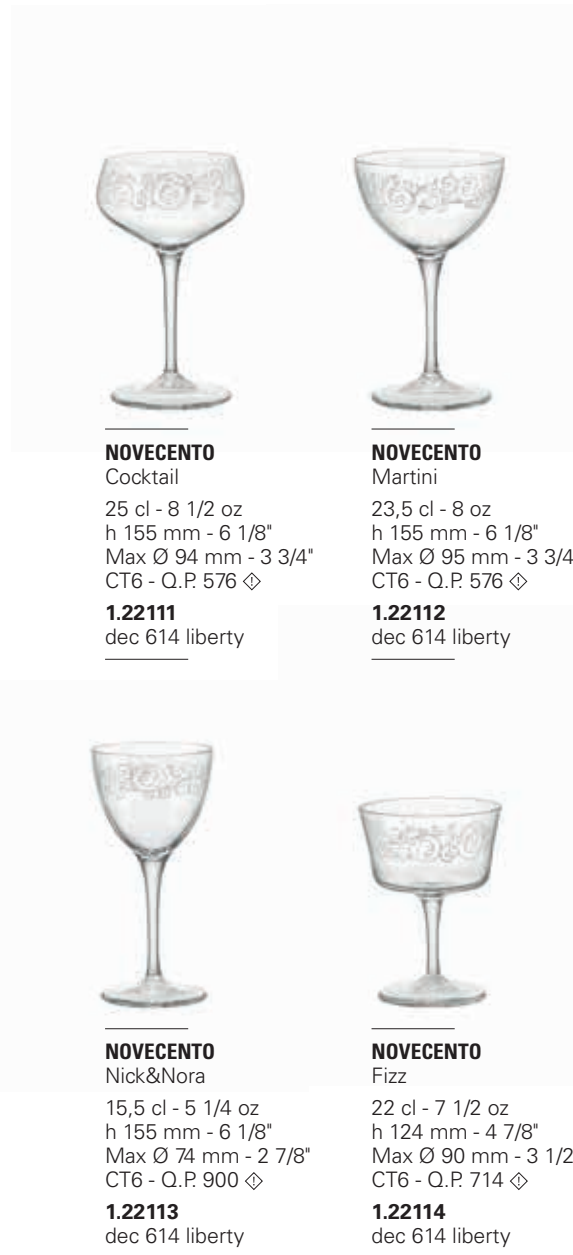 NOVECENTO
Cocktail
25 cl - 8 1/2 oz
h 155 mm - 6 1/8"
Max Ø 94 mm - 3 3/4"
CT6 - Q.P. 576
1.22111
dec 614 liberty
NOVECENTO
Martini
23,5 cl - 8 oz
h 155 mm - 6 1/8"
Max Ø 95 mm - 3 3/4
CT6 - Q.P. 576
1.22112
dec 614 liberty
NOVECENTO
Nick&Nora
15,5 cl - 5 1/4 oz
h 155 mm - 6 1/8"
Max Ø 74 mm - 2 7/8"
CT6 - Q.P. 900
1.22113
dec 614 liberty
NOVECENTO
Fizz
22 cl - 7 1/2 oz
h 124 mm - 4 7/8"
Max Ø 90 mm - 3 1/2
CT6 - Q.P. 714
1.22114
dec 614 liberty